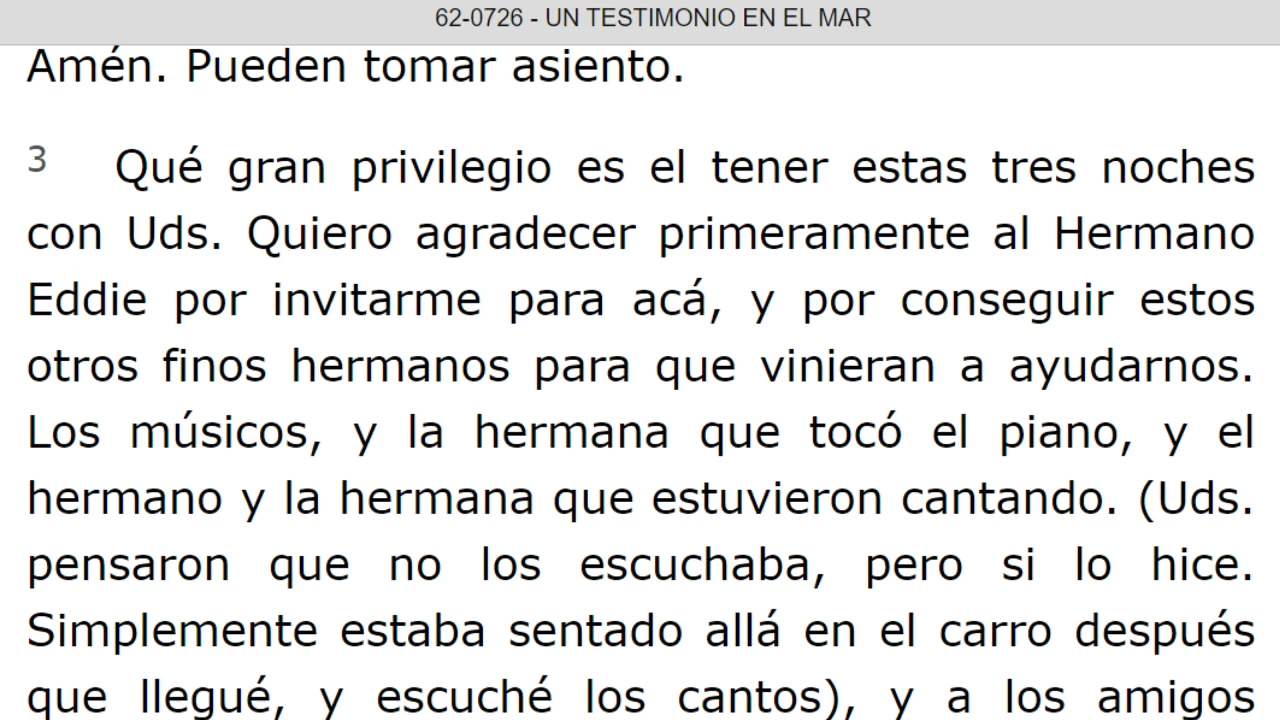 62-0726 - UN TESTIMONIO EN EL MAR
Amén. Pueden tomar asiento.
3 Qué gran privilegio es el tener estas tres noches
con Uds. Quiero agradecer primeramente al Hermano
Eddie por invitarme para acá, y por conseguir estos
otros finos hermanos para que vinieran a ayudarnos.
Los músicos, y la hermana que tocó el piano, y el
hermano y la hermana que estuvieron cantando. (Uds.
pensaron que no los escuchaba, pero si lo hice.
Simplemente estaba sentado allá en el carro después
que llegué, y escuché los cantos), y a los amigos